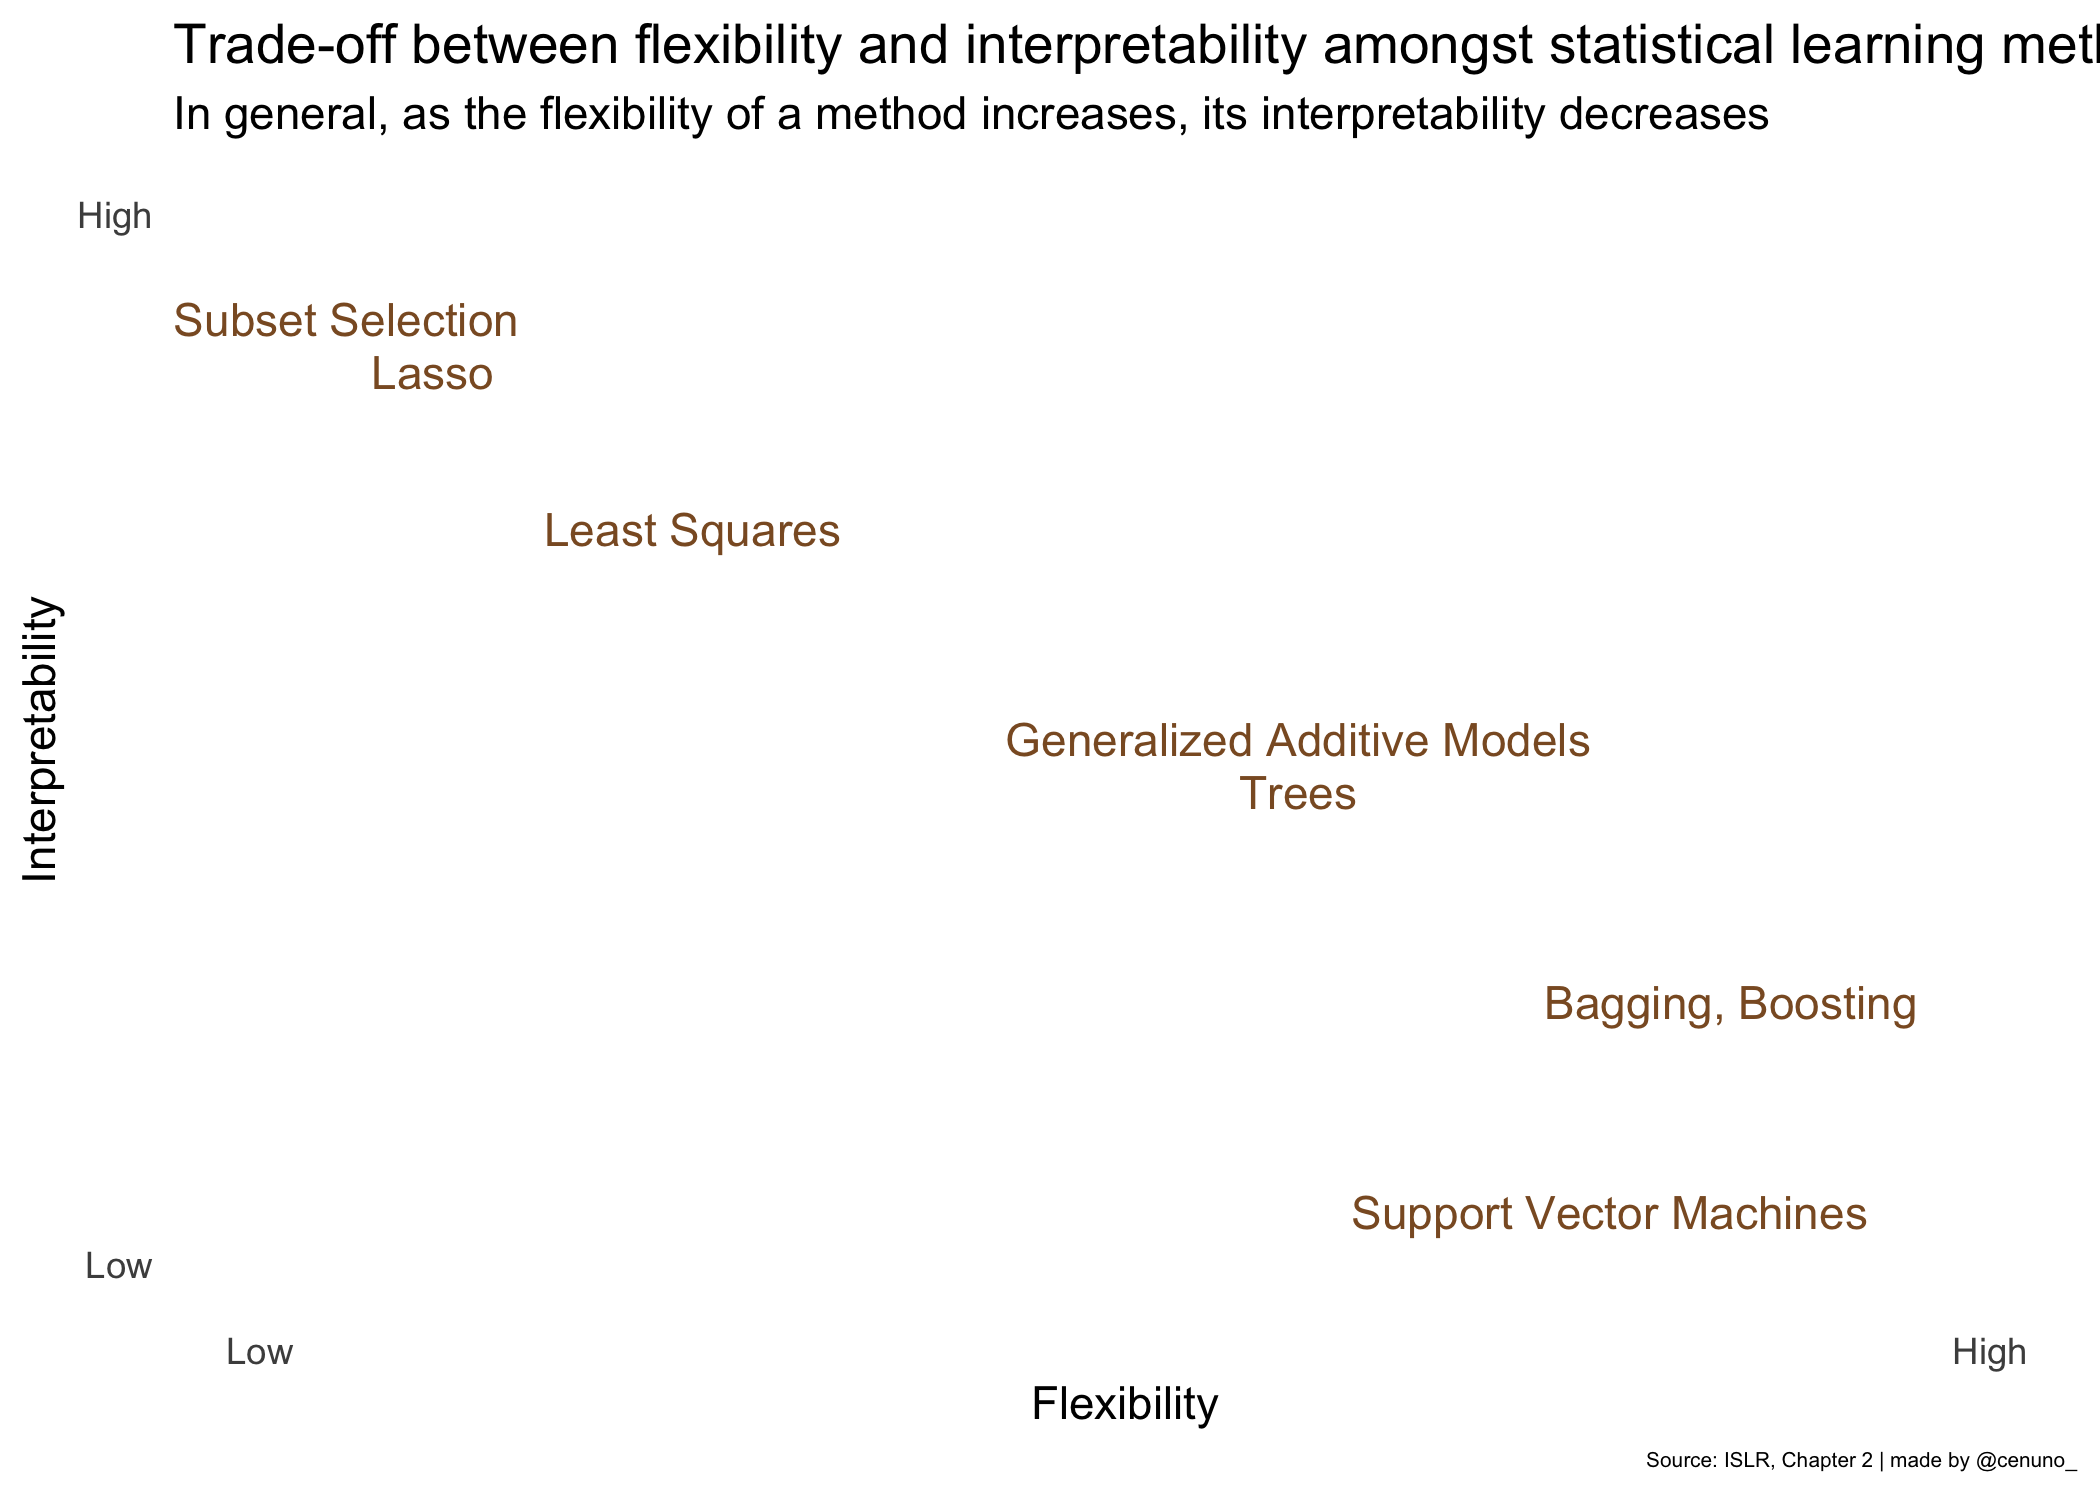 Trade-off between flexibility and interpretability amongst statistical learning
In general, as the flexibility of a method increases, its interpretability decreases
High
Subset Selection
Lasso
Least Squares
Interpretability
Generalized Additive Models
Trees
Bagging, Boosting
Support Vector Machines
Low
Low
High
Flexibility
Source: ISLR, Chapter 2 | made by @cenuno_